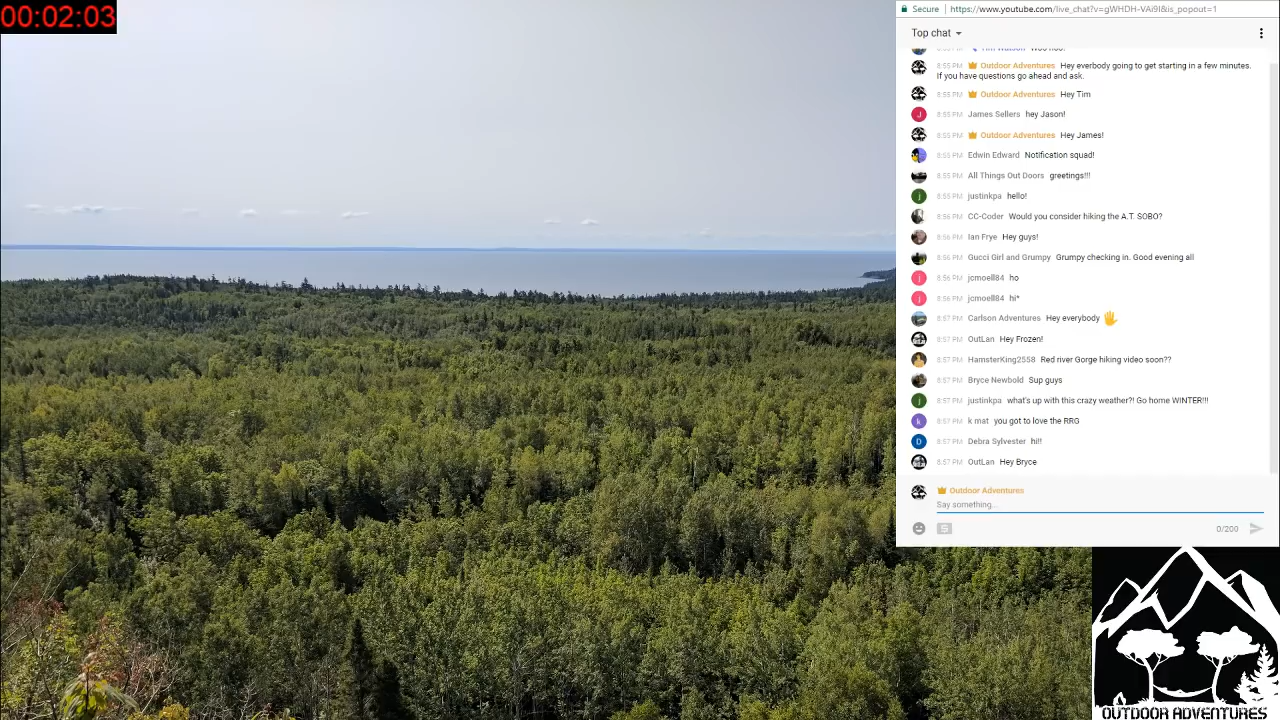 00:02:03
Secure https://www.youtube.com/live_chat?v=gWHDH-VAi9I&is_popout=1
Top chat
8:55 PM Outdoor Adventures Hey everbody going to get starting in a few minutes.
If you have questions go ahead and ask.
8:55 PM Outdoor Adventures Hey Tim
J 8:55 PM James Sellers hey Jason!
8:55 PM Outdoor Adventures Hey James!
8:55 PM Edwin Edward Notification squad!
8:55 PM All Things Out Doors greetings!!!
j 8:55 PM justinkpa hello!
8:56 PM CC-Coder Would you consider hiking the A.T. SOBO?
8:56 PM Ian Frye Hey guys!
8:56 PM Gucci Girl and Grumpy Grumpy checking in. Good evening all
j 8:56 PM jcmoell84 ho
j 8:56 PM jcmoell84 hi*
8:57 PM Carlson Adventures Hey everybody
8:57 PM OutLan Hey Frozen!
8:57 PM HamsterKing2558 Red river Gorge hiking video soon??
8:57 PM Bryce Newbold Sup guys
j 8:57 PM justinkpa what's up with this crazy weather?! Go home WINTER!!!
k 8:57 PM k mat you got to love the RRG
D 8:57 PM Debra Sylvester hi!!
8:57 PM OutLan Hey Bryce
Outdoor Adventures
Say something...
S 0/200
OUTDOOR ADVENTURES